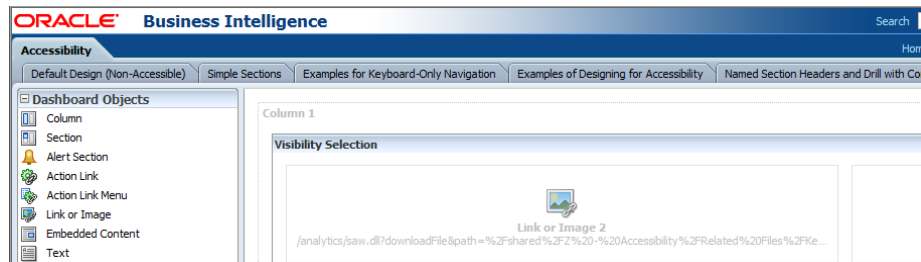 ORACLE Business Intelligence
Search
Accessibility
Default Design (Non-Accessible) Simple Sections Examples for Keyboard-Only Navigation Examples of Designing for Accessibility Named Section Headers and Drill with Co
Dashboard Objects
Column
Section
Alert Section
Action Link
Action Link Menu
Link or Image
Embedded Content
Text
Column 1
Visibility Selection
Link or Image 2
/analytics/saw.dll?downloadFile&path=%2Fshared%2FZ%20-%20Accessibility%2FRelated%20Files%2FKe...